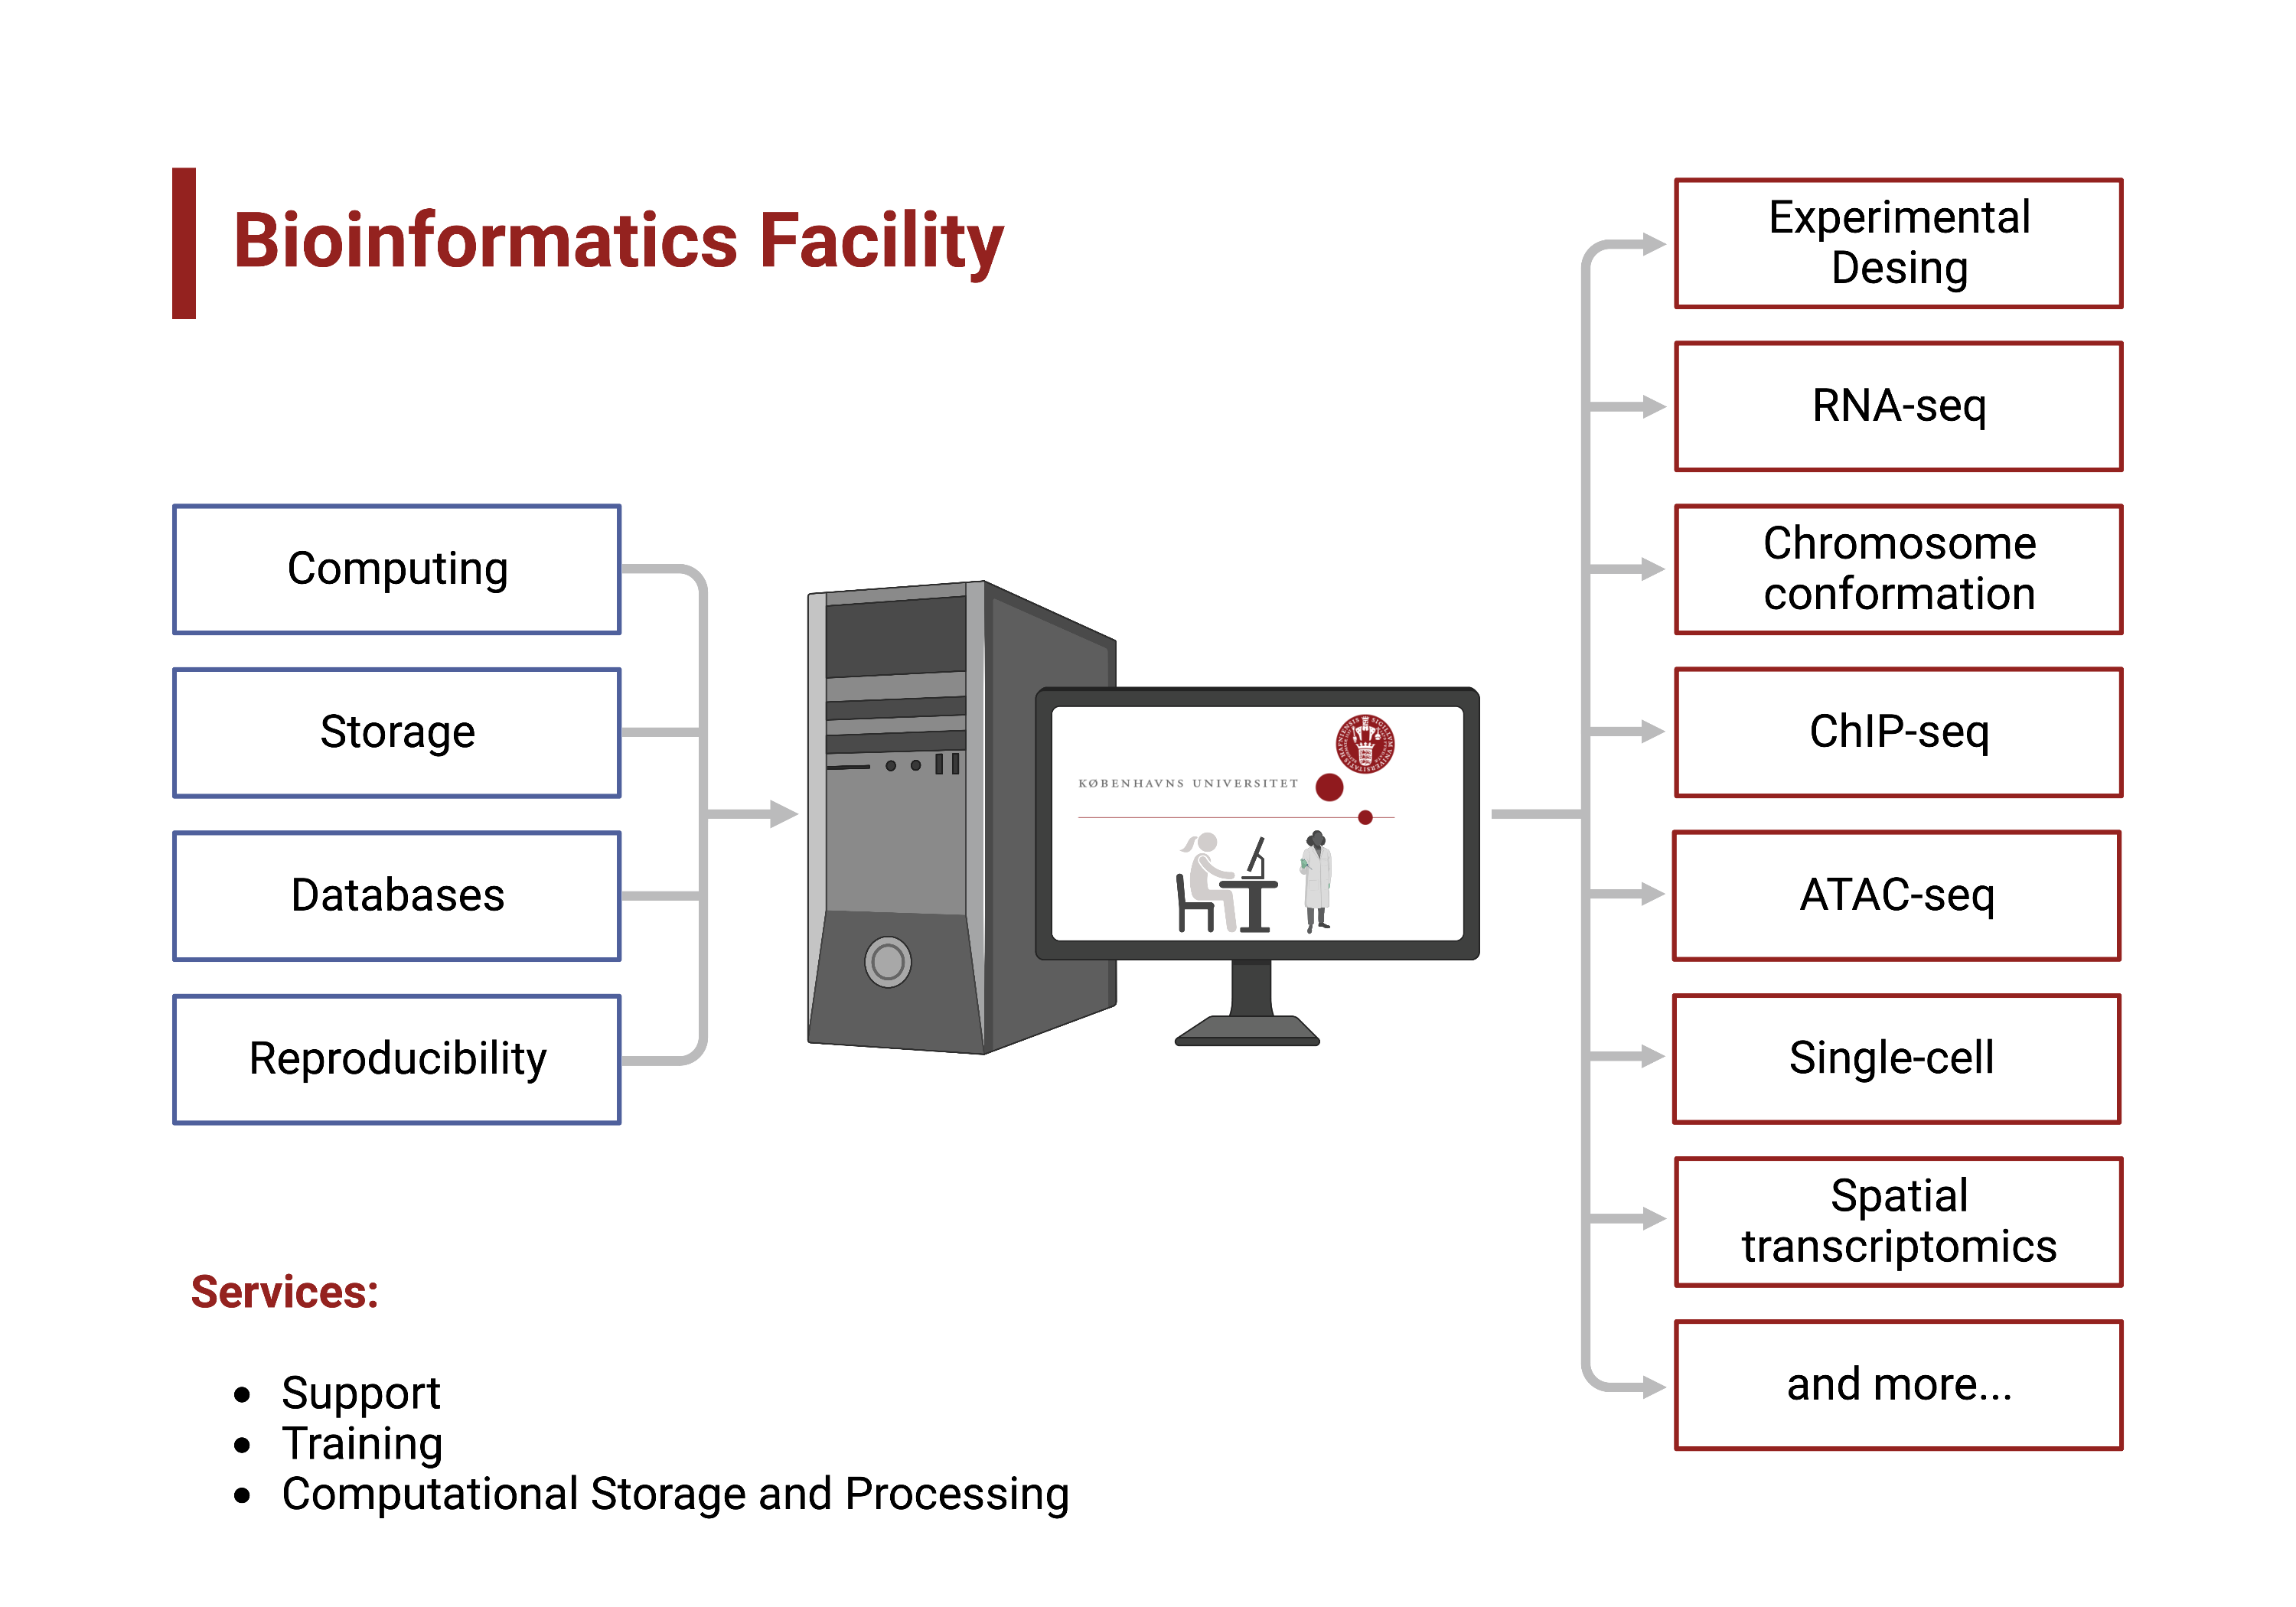 Bioinformatics Facility
Computing
Storage
Databases
Reproducibility
KØBENHAVNS UNIVERSITET
Experimental
Desing
RNA-seq
Chromosome
conformation
ChIP-seq
ATAC-seq
Single-cell
Spatial
transcriptomics
and more...
Services:
• Support
• Training
• Computational Storage and Processing